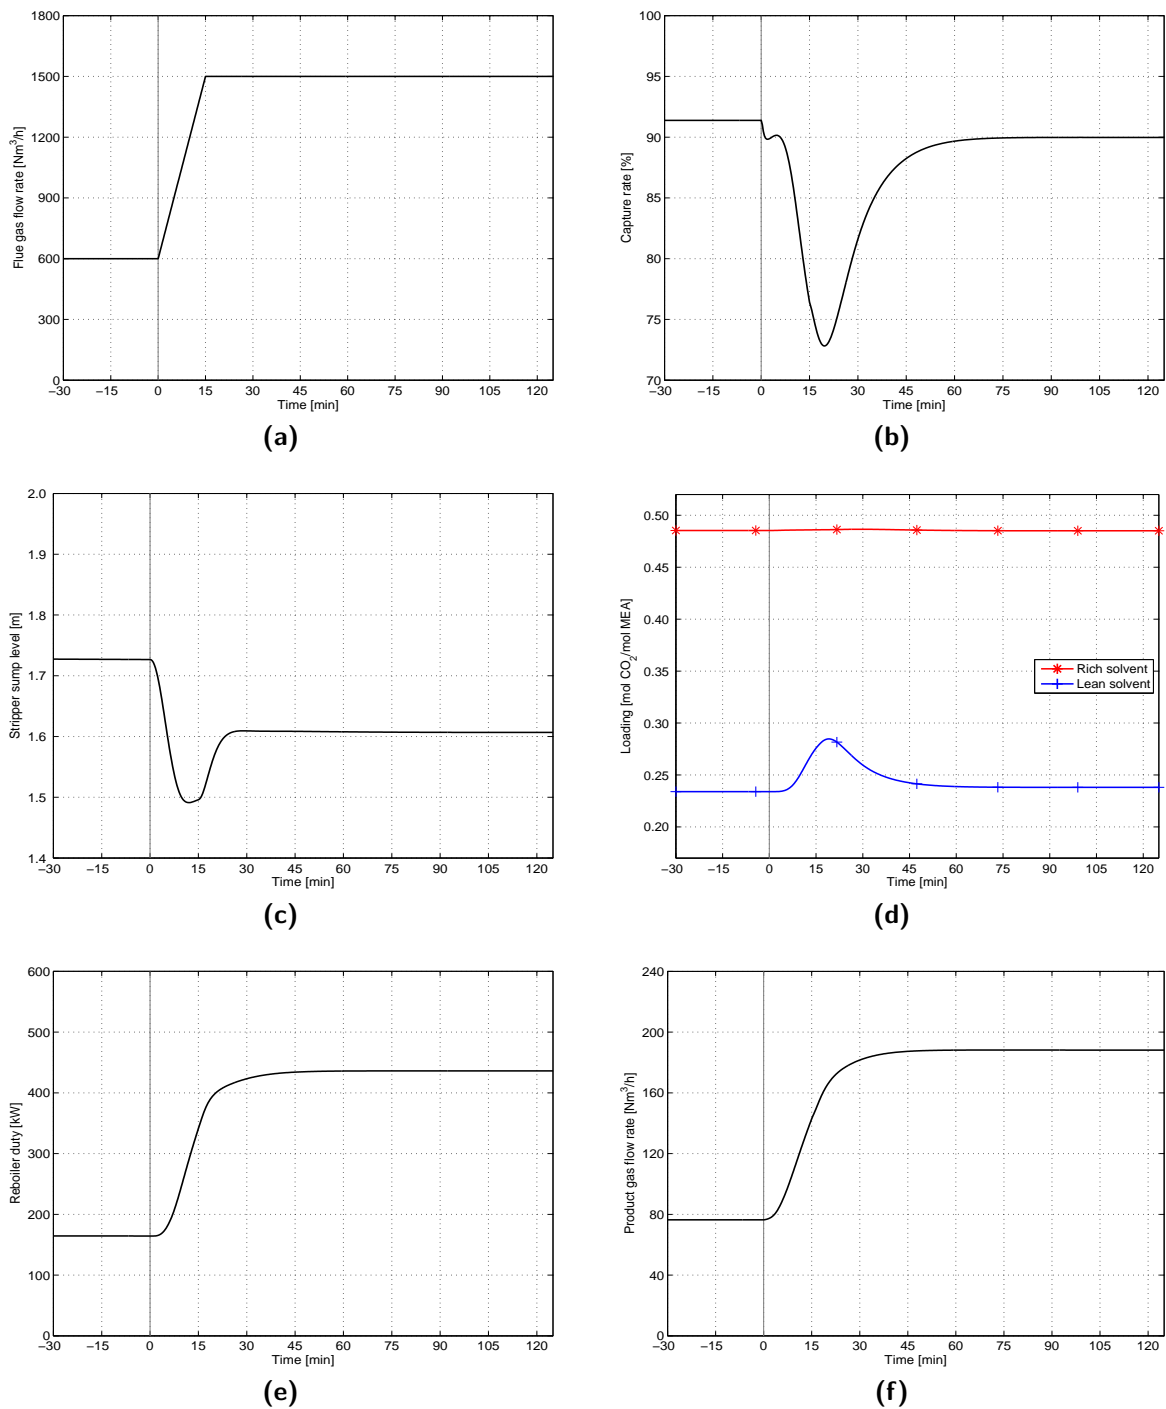 1800
1500
1200
900
600
300
0
Flue gas flow rate [Nm³/h]
−30 −15 0 15 30 45 60 75 90 105 120
Time [min]
(a)
100
95
90
85
80
75
70
Capture rate [%]
−30 −15 0 15 30 45 60 75 90 105 120
Time [min]
(b)
2.0
1.9
1.8
1.7
1.6
1.5
1.4
Stripper sump level [m]
−30 −15 0 15 30 45 60 75 90 105 120
Time [min]
(c)
0.50
0.45
0.40
0.35
0.30
0.25
0.20
Loading [mol CO₂/mol MEA]
Rich solvent
Lean solvent
−30 −15 0 15 30 45 60 75 90 105 120
Time [min]
(d)
600
500
400
300
200
100
0
Reboiler duty [kW]
−30 −15 0 15 30 45 60 75 90 105 120
Time [min]
(e)
240
200
160
120
80
40
0
Product gas flow rate [Nm³/h]
−30 −15 0 15 30 45 60 75 90 105 120
Time [min]
(f)